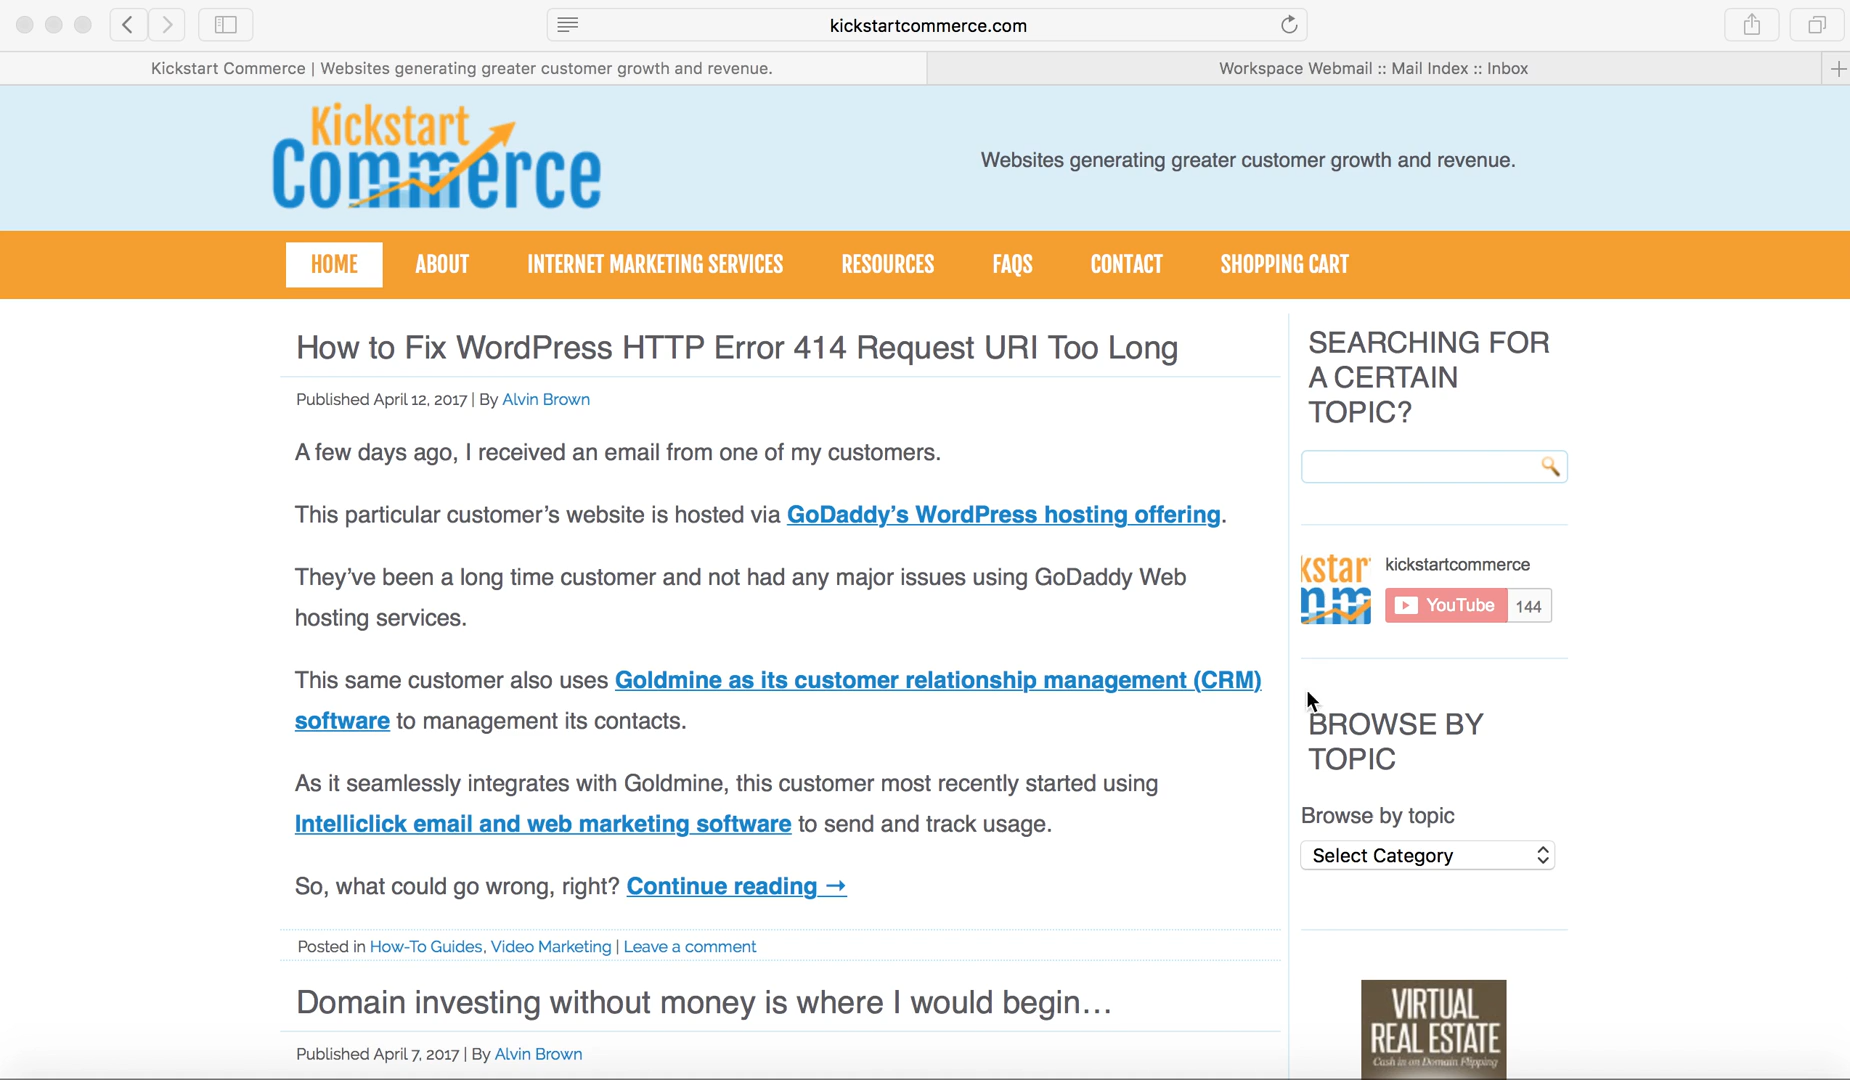 kickstartcommerce.com
Kickstart Commerce | Websites generating greater customer growth and revenue.
Workspace Webmail :: Mail Index :: Inbox
Kickstart
Commerce
Websites generating greater customer growth and revenue.
HOME ABOUT INTERNET MARKETING SERVICES RESOURCES FAQS CONTACT SHOPPING CART
How to Fix WordPress HTTP Error 414 Request URI Too Long
Published April 12, 2017 | By Alvin Brown
A few days ago, I received an email from one of my customers.
This particular customer’s website is hosted via GoDaddy’s WordPress hosting offering.
They’ve been a long time customer and not had any major issues using GoDaddy Web
hosting services.
This same customer also uses Goldmine as its customer relationship management (CRM)
software to management its contacts.
As it seamlessly integrates with Goldmine, this customer most recently started using
Intelliclick email and web marketing software to send and track usage.
So, what could go wrong, right? Continue reading →
Posted in How-To Guides, Video Marketing | Leave a comment
Domain investing without money is where I would begin…
Published April 7, 2017 | By Alvin Brown
SEARCHING FOR
A CERTAIN
TOPIC?
kstar
kickstartcommerce
YouTube 144
BROWSE BY
TOPIC
Browse by topic
Select Category
VIRTUAL
REAL ESTATE
Cash in on Domain Flipping